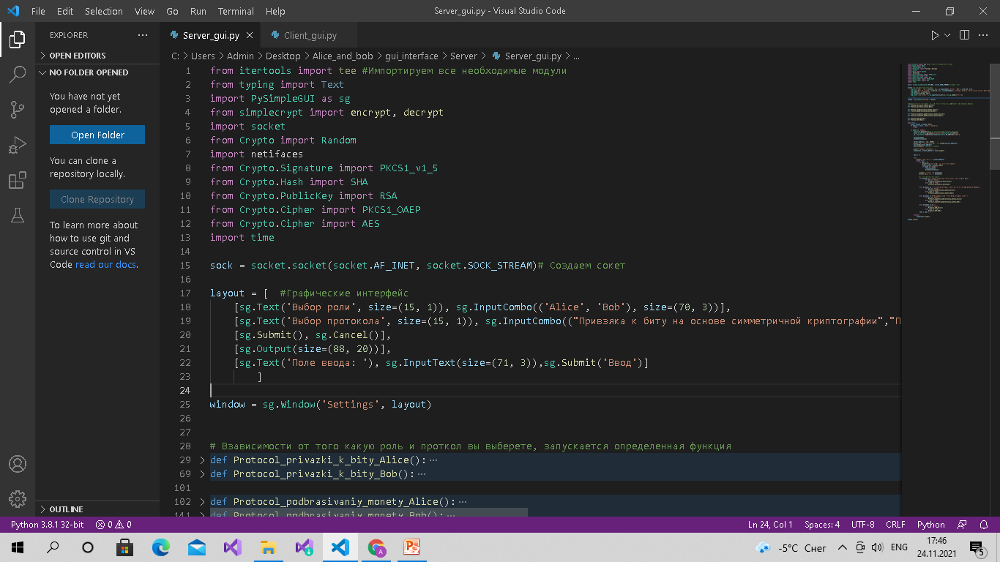 File Edit Selection View Go Run Terminal Help Server_gui.py - Visual Studio Code
EXPLORER
Server_gui.py Client_gui.py
OPEN EDITORS
NO FOLDER OPENED
You have not yet
opened a folder.
Open Folder
You can clone a
repository locally.
Clone Repository
To learn more about
how to use git and
source control in VS
Code read our docs.
OUTLINE
C: > Users > Admin > Desktop > Alice_and_bob > gui_interface > Server > Server_gui.py > ...
1 from itertools import tee #Импортируем все необходимые модули
2 from typing import Text
3 import PySimpleGUI as sg
4 from simplecrypt import encrypt, decrypt
5 import socket
6 from Crypto import Random
7 import netifaces
8 from Crypto.Signature import PKCS1_v1_5
9 from Crypto.Hash import SHA
10 from Crypto.PublicKey import RSA
11 from Crypto.Cipher import PKCS1_OAEP
12 from Crypto.Cipher import AES
13 import time
14
15 sock = socket.socket(socket.AF_INET, socket.SOCK_STREAM)# Создаем сокет
16
17 layout = [ #Графические интерфейс
18 [sg.Text('Выбор роли', size=(15, 1)), sg.InputCombo(('Alice', 'Bob'), size=(70, 3))],
19 [sg.Text('Выбор протокола', size=(15, 1)), sg.InputCombo(("Привзяка к биту на основе симметричной криптографии","П
20 [sg.Submit(), sg.Cancel()],
21 [sg.Output(size=(88, 20))],
22 [sg.Text('Поле ввода: '), sg.InputText(size=(71, 3)),sg.Submit('Ввод')]
23 ]
24
25 window = sg.Window('Settings', layout)
26
27
28 # Взависимости от того какую роль и проткол вы выберете, запускается определенная функция
29 > def Protocol_privazki_k_bity_Alice():···
69 > def Protocol_privazki_k_bity_Bob():···
101
102 > def Protocol_podbrasivaniy_monety_Alice():···
141 > def Protocol_podbrasivaniy_monety_Bob():···
Python 3.8.1 32-bit 0 0 Ln 24, Col 1 Spaces: 4 UTF-8 CRLF Python
-5°C Снег ENG 17:46
24.11.2021 5